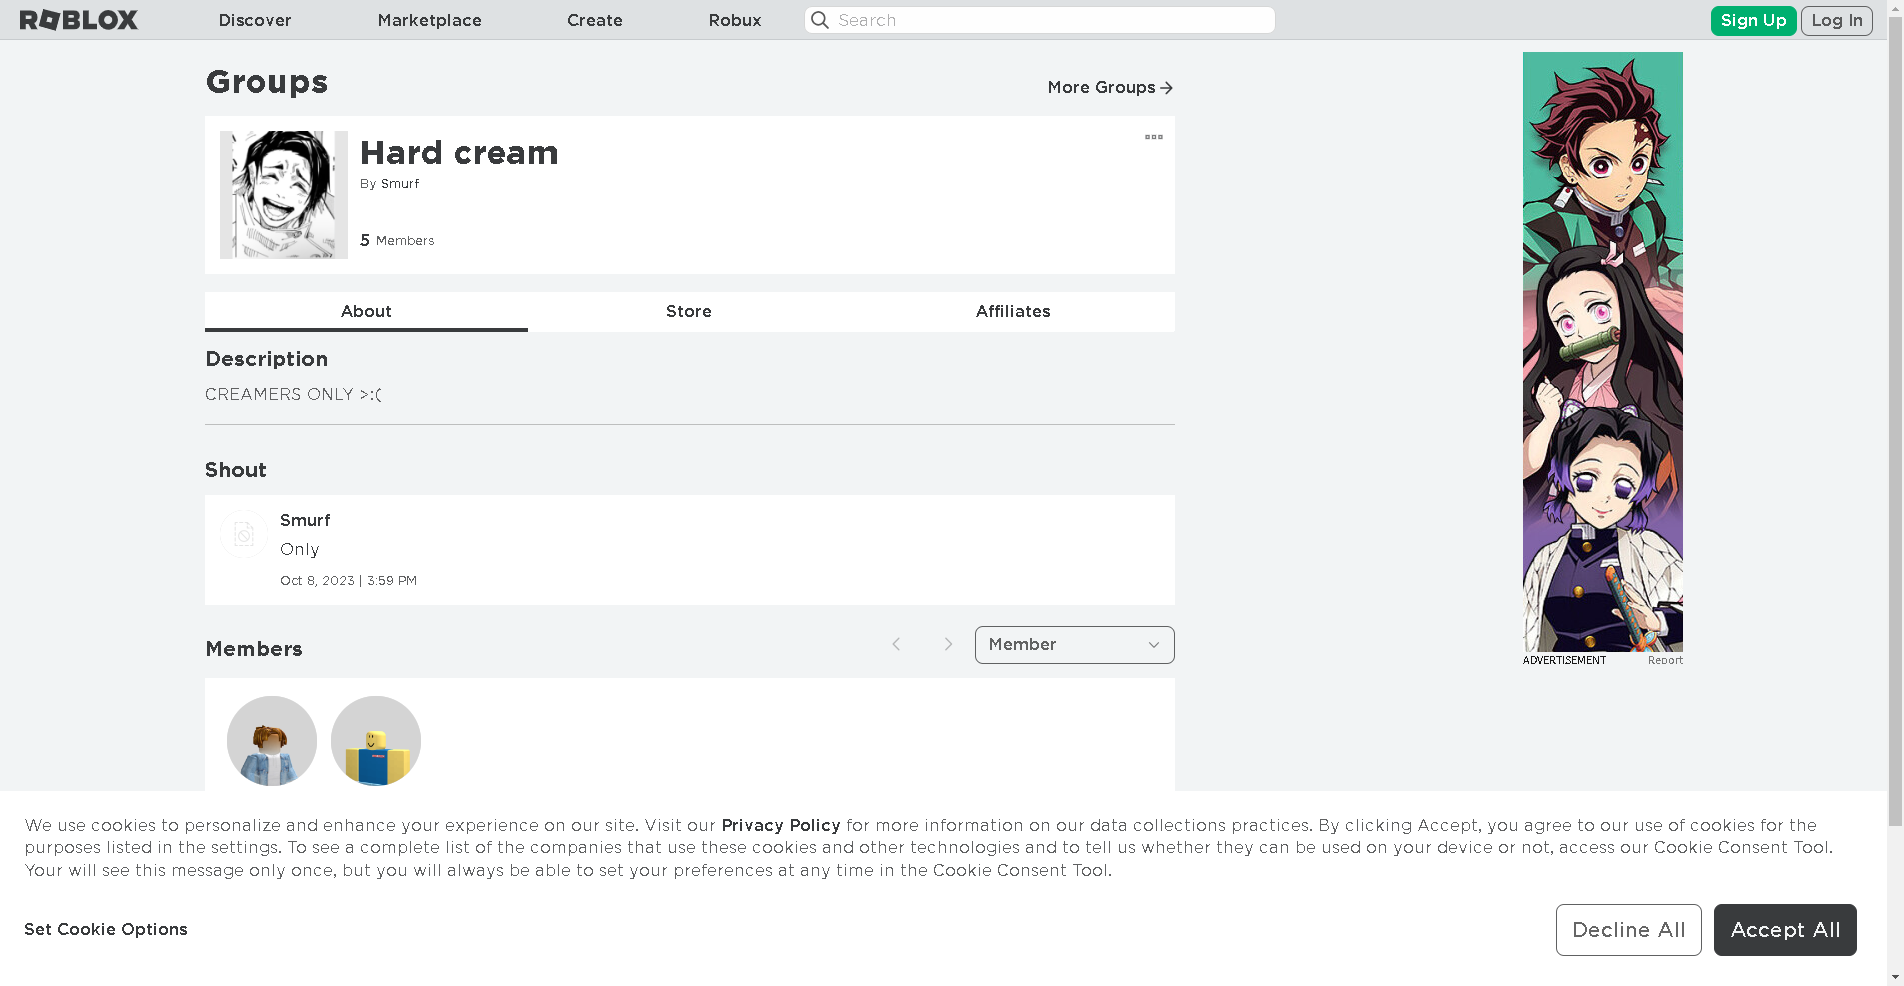 ROBLOX Discover Marketplace Create Robux Search Sign Up Log In
Groups
More Groups
Hard cream
By Smurf
5 Members
About Store Affiliates
Description
CREAMERS ONLY >:(
Shout
Smurf
Only
Oct 8, 2023 | 3:59 PM
Members
Member
ADVERTISEMENT Report
We use cookies to personalize and enhance your experience on our site. Visit our Privacy Policy for more information on our data collections practices. By clicking Accept, you agree to our use of cookies for the
purposes listed in the settings. To see a complete list of the companies that use these cookies and other technologies and to tell us whether they can be used on your device or not, access our Cookie Consent Tool.
Your will see this message only once, but you will always be able to set your preferences at any time in the Cookie Consent Tool.
Set Cookie Options
Decline All
Accept All